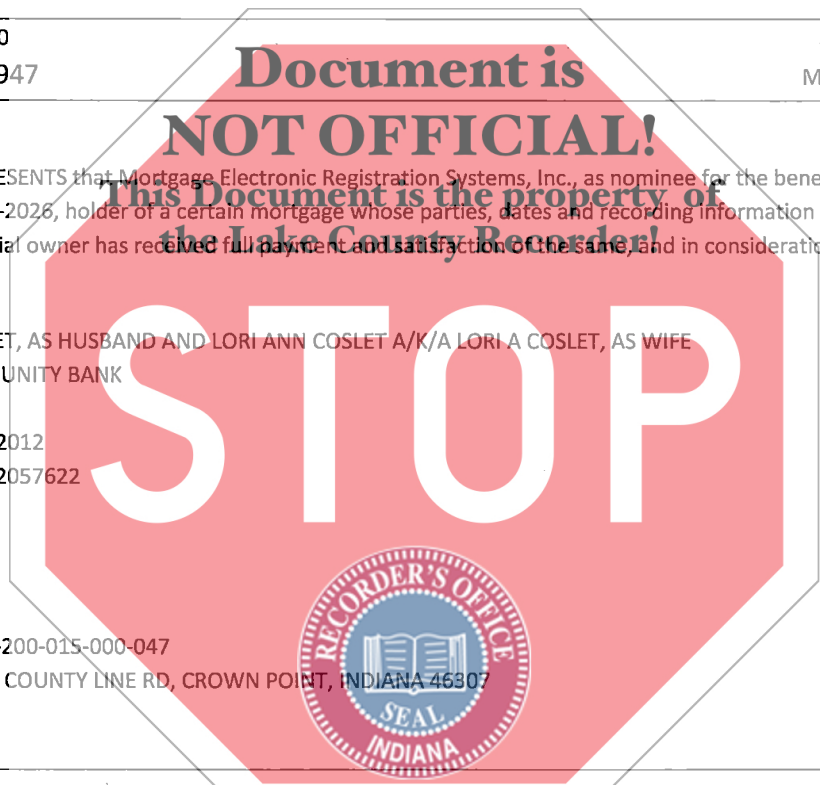 0
Document is
947 M
NOT OFFICIAL!
ESENTS that Mortgage Electronic Registration Systems, Inc., as nominee for the bene
This Document is the property of
-2026, holder of a certain mortgage whose parties, dates and recording information
the Lake County Recorder!
ial owner has received full payment and satisfaction of the same, and in consideratio
ET, AS HUSBAND AND LORI ANN COSLET A/K/A LORI A COSLET, AS WIFE
UNITY BANK
STOP
2012
2057622
RECORDER'S OFFICE
-200-015-000-047
COUNTY LINE RD, CROWN POINT, INDIANA 46307
SEAL
INDIANA